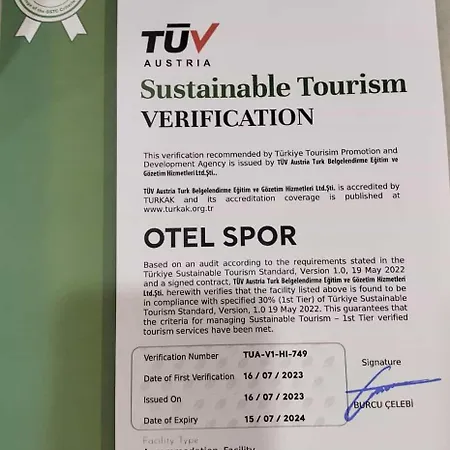 TÜV
AUSTRIA
Sustainable Tourism
VERIFICATION
This verification recommended by Türkiye Tourisim Promotion and
Development Agency is issued by TÜV Austria Turk Belgelendirme Eğitim ve
Gözetim Hizmetleri Ltd.Şti..
TÜV Austria Turk Belgelendirme Eğitim ve Gözetim Hizmetleri Ltd.Şti. is accredited by
TURKAK and its accreditation coverage is published at
www.turkak.org.tr
OTEL SPOR
Based on an audit according to the requirements stated in the
Türkiye Sustainable Tourism Standard, Version 1.0, 19 May 2022
and a signed contract, TÜV Austria Turk Belgelendirme Eğitim ve Gözetim Hizmetleri
Ltd.Şti. herewith verifies that the facility listed above is found to be
in compliance with specified 30% (1st Tier) of Türkiye Sustainable
Tourism Standard, Version, 1.0 19 May 2022. This guarantees that
the criteria for managing Sustainable Tourism – 1st Tier verified
tourism services have been met.
Verification Number TUA-V1-HI-749
Date of First Verification 16 / 07 / 2023
Issued On 16 / 07 / 2023
Date of Expiry 15 / 07 / 2024
Signature
BURCU ÇELEBİ
Facility Type